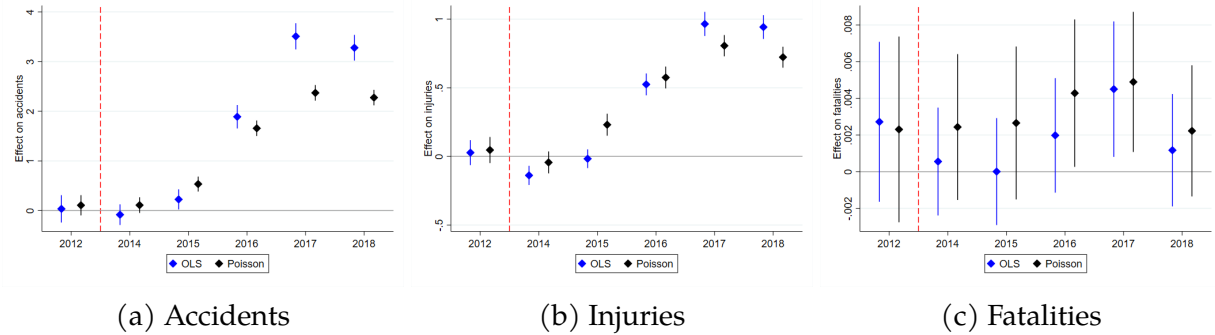 Effect on accidents
4
3
2
1
0
2012 2014 2015 2016 2017 2018
OLS Poisson
(a) Accidents
Effect on injuries
1
.5
0
-.5
2012 2014 2015 2016 2017 2018
OLS Poisson
(b) Injuries
Effect on fatalities
.008
.006
.004
.002
0
-.002
2012 2014 2015 2016 2017 2018
OLS Poisson
(c) Fatalities